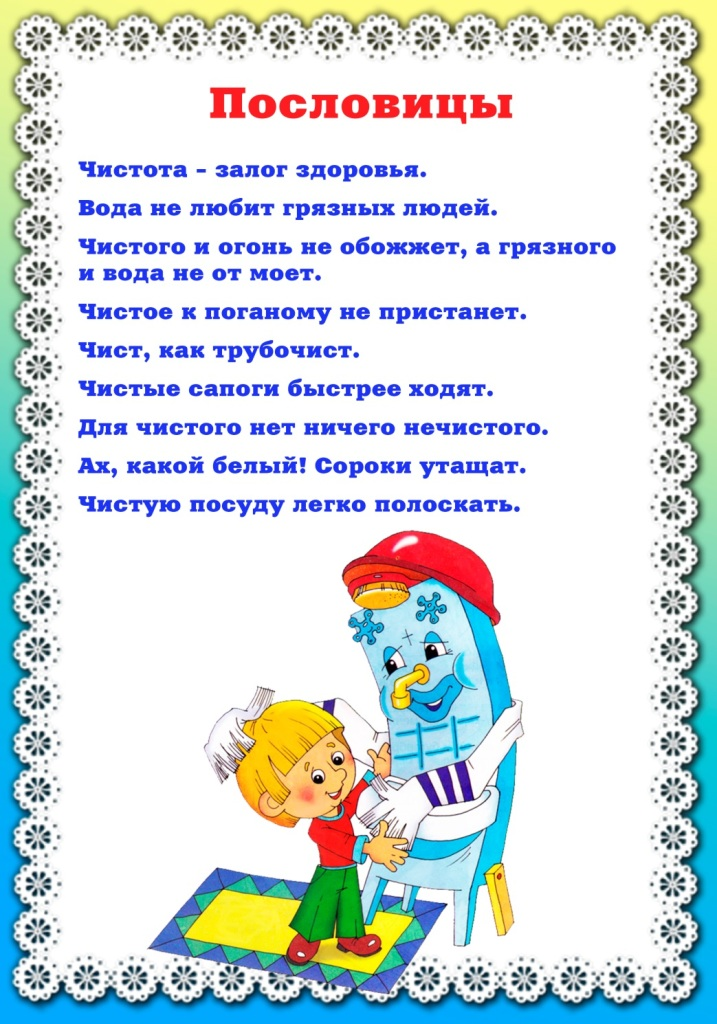 Пословицы
Чистота - залог здоровья.
Вода не любит грязных людей.
Чистого и огонь не обожжет, а грязного
и вода не от моет.
Чистое к поганому не пристанет.
Чист, как трубочист.
Чистые сапоги быстрее ходят.
Для чистого нет ничего нечистого.
Ах, какой белый! Сороки утащат.
Чистую посуду легко полоскать.